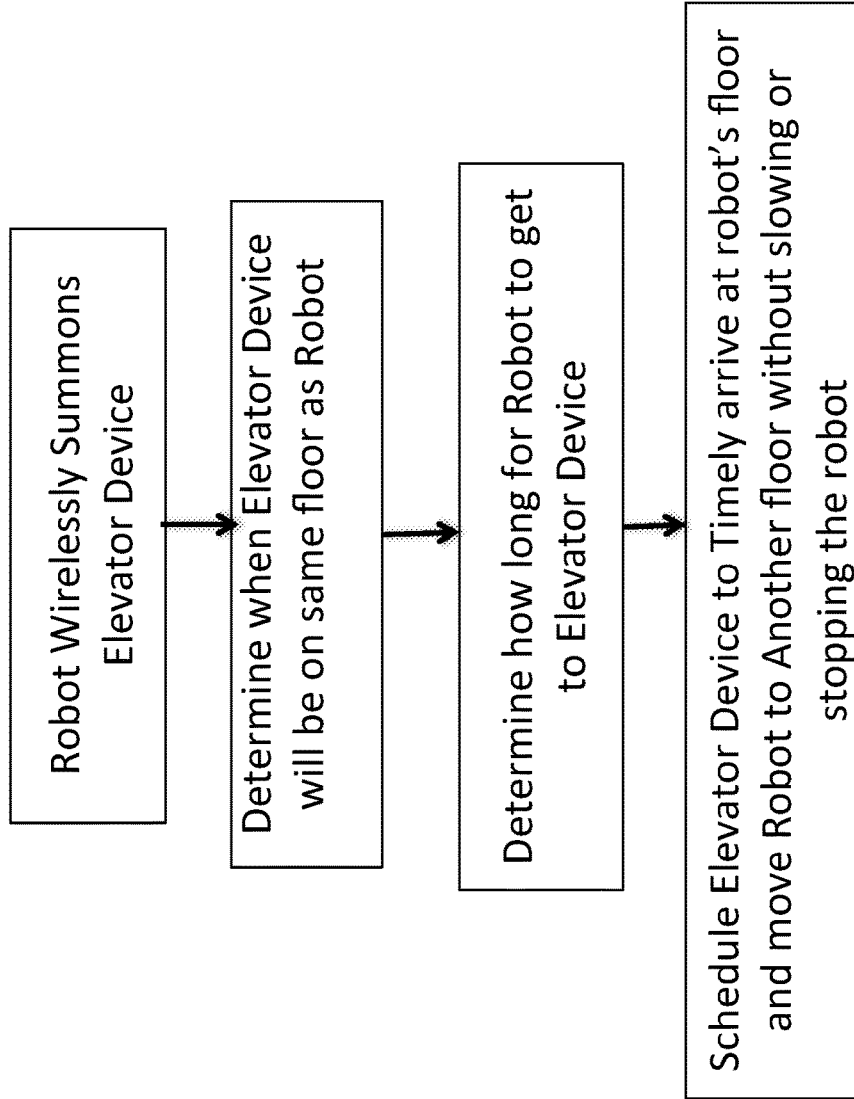 Robot Wirelessly Summons
Elevator Device
Determine when Elevator Device
will be on same floor as Robot
Determine how long for Robot to get
to Elevator Device
Schedule Elevator Device to Timely arrive at robot's floor
and move Robot to Another floor without slowing or
stopping the robot